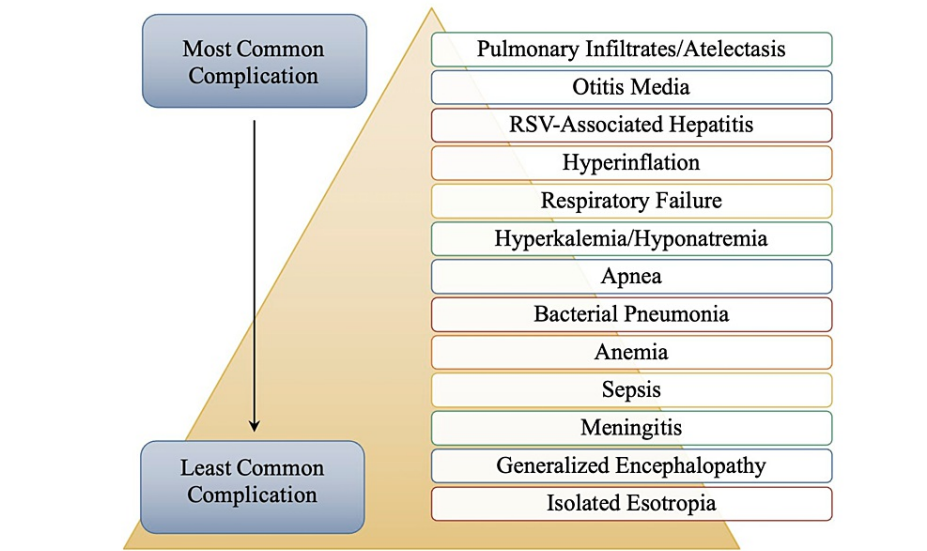 Most Common
Complication
Pulmonary Infiltrates/Atelectasis
Otitis Media
RSV-Associated Hepatitis
Hyperinflation
Respiratory Failure
Hyperkalemia/Hyponatremia
Apnea
Bacterial Pneumonia
Anemia
Sepsis
Meningitis
Generalized Encephalopathy
Isolated Esotropia
Least Common
Complication